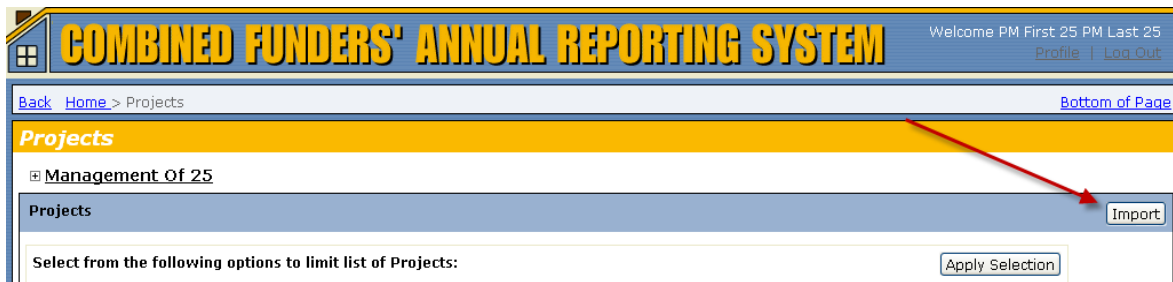 COMBINED FUNDERS' ANNUAL REPORTING SYSTEM
Welcome PM First 25 PM Last 25
Profile | Log Out
Back Home > Projects
Bottom of Page
Projects
Management Of 25
Projects
Import
Select from the following options to limit list of Projects:
Apply Selection